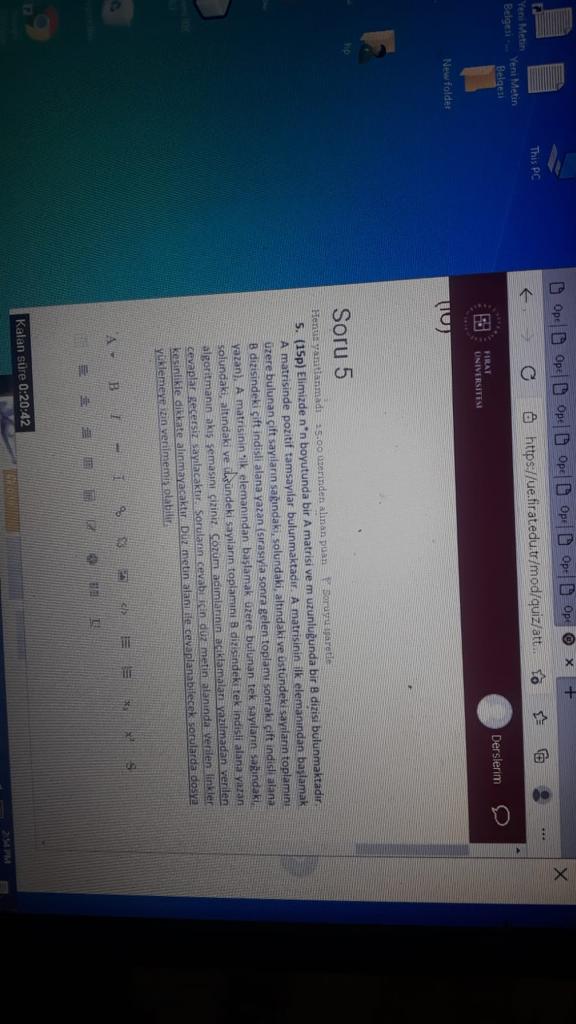 Yeni Metin
Belgesi -...
Yeni Metin
Belgesi
This PC
New folder
hp
Ope
Ope
Ope
Ope
Ope
Ope
Ope
https://ue.firat.edu.tr/mod/quiz/att...
FIRAT
ÜNİVERSİTESİ
Derslerim
Soru 5
Henüz yanıtlanmadı 15.00 üzerinden alınan puan Soruyu işaretle
5. (15p) Elimizde n*n boyutunda bir A matrisi ve m uzunluğunda bir B dizisi bulunmaktadır.
A matrisinde pozitif tamsayılar bulunmaktadır. A matrisinin ilk elemanından başlamak
üzere bulunan çift sayıların sağındaki, solundaki, altındaki ve üstündeki sayıların toplamını
B dizisindeki çift indisli alana yazan (sırasıyla sonra gelen toplamı sonraki çift indisli alana
yazan), A matrisinin ilk elemanından başlamak üzere bulunan tek sayıların sağındaki,
solundaki, altındaki ve üstündeki sayıların toplamını B dizisindeki tek indisli alana yazan
algoritmanın akış şemasını çiziniz. Çözüm adımlarının açıklamaları yazılmadan verilen
cevaplar geçersiz sayılacaktır. Soruların cevabı için düz metin alanında verilen linkler
kesinlikle dikkate alınmayacaktır. Düz metin alanı ile cevaplanabilecek sorularda dosya
yüklemeye izin verilmemiş olabilir.
Kalan süre 0:20:42
2:54 PM